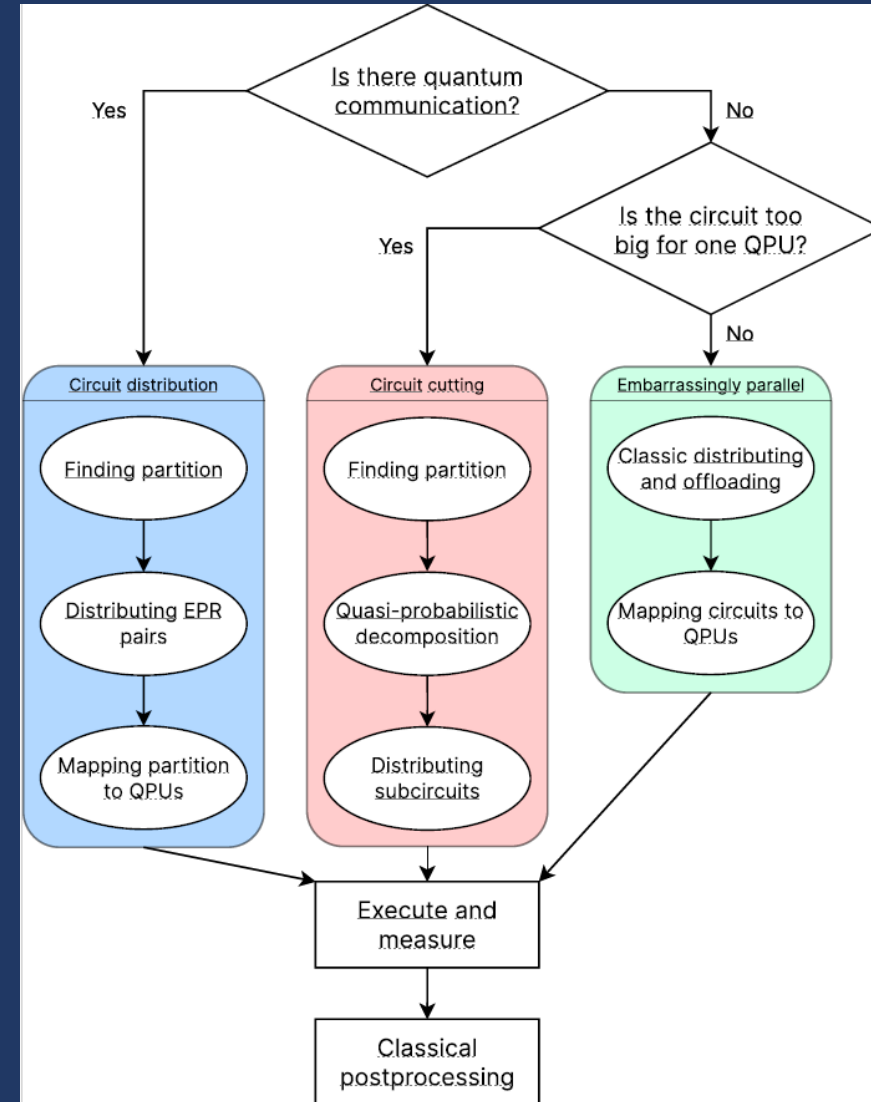 Is there quantum
communication?
Yes
No
Is the circuit too
big for one QPU?
Yes
No
Circuit distribution
Finding partition
Distributing EPR
pairs
Mapping partition
to QPUs
Circuit cutting
Finding partition
Quasi-probabilistic
decomposition
Distributing
subcircuits
Embarrassingly parallel
Classic distributing
and offloading
Mapping circuits to
QPUs
Execute and
measure
Classical
postprocessing